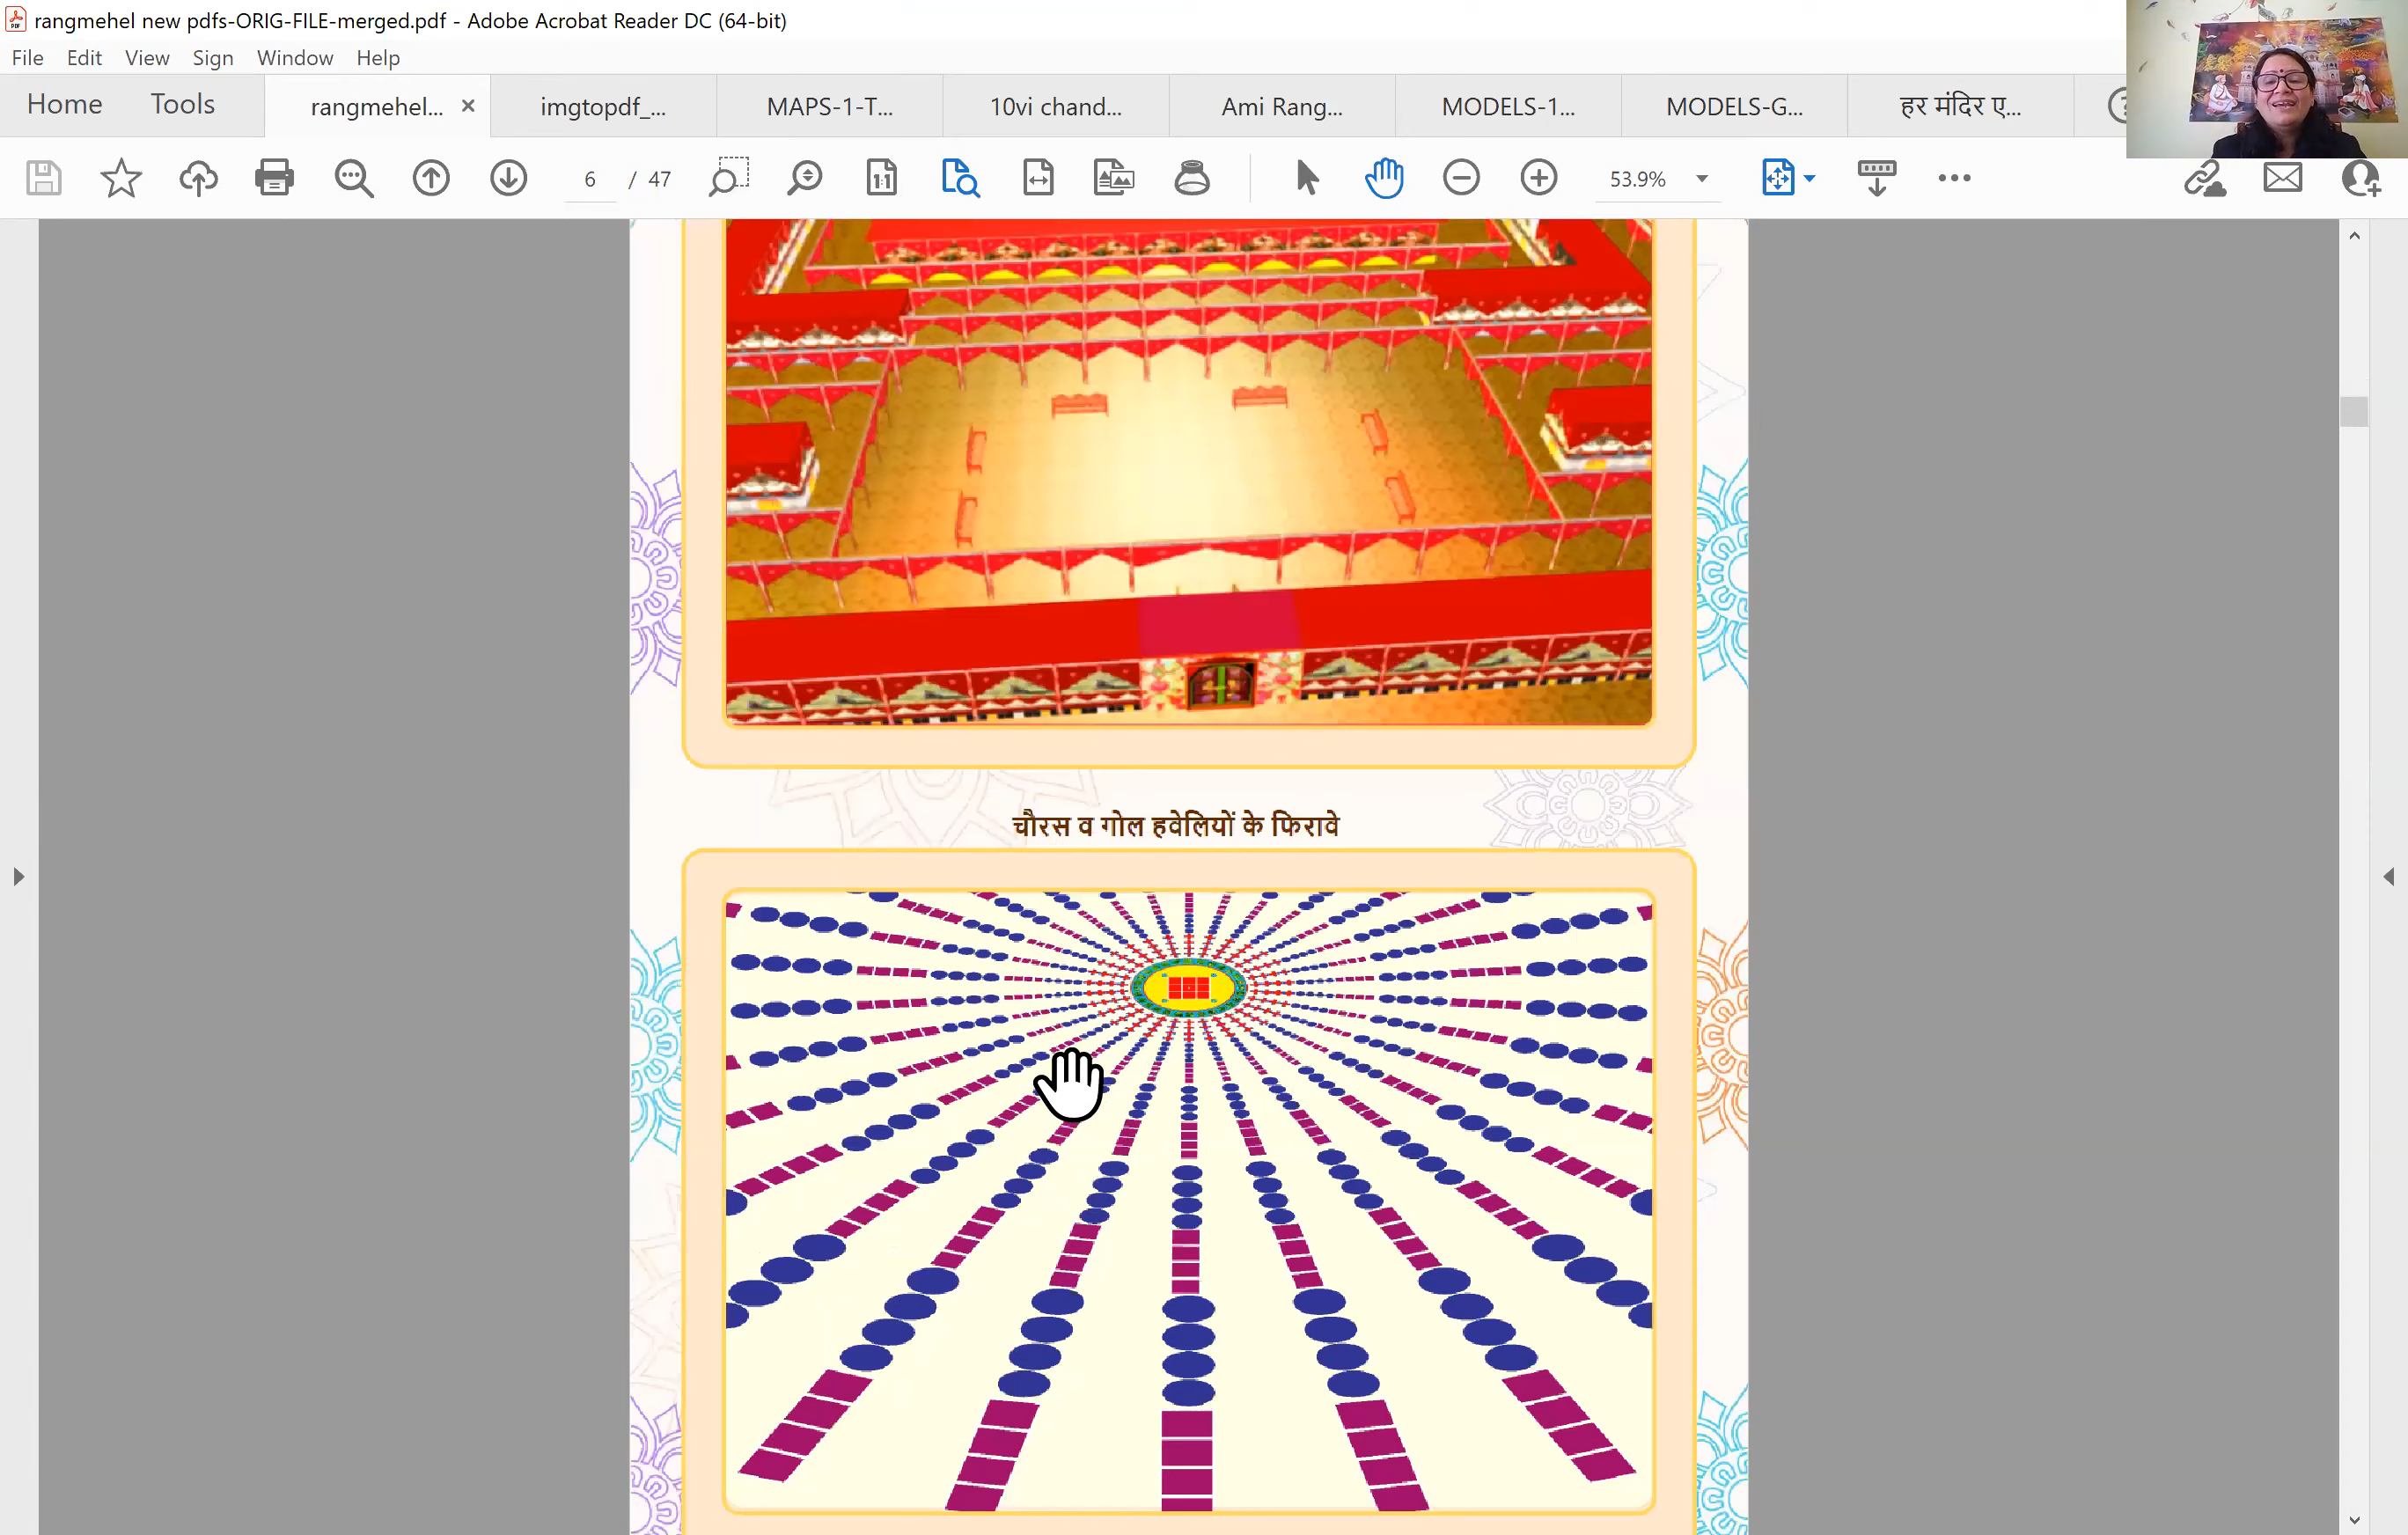 rangmehel new pdfs-ORIG-FILE-merged.pdf - Adobe Acrobat Reader DC (64-bit)
File Edit View Sign Window Help
Home Tools rangmehel... × imgtopdf_... MAPS-1-T... 10vi chand... Ami Rang... MODELS-1... MODELS-G... हर मंदिर ए...
6 / 47 1:1 53.9%
चौरस व गोल हवेलियों के फिरावे